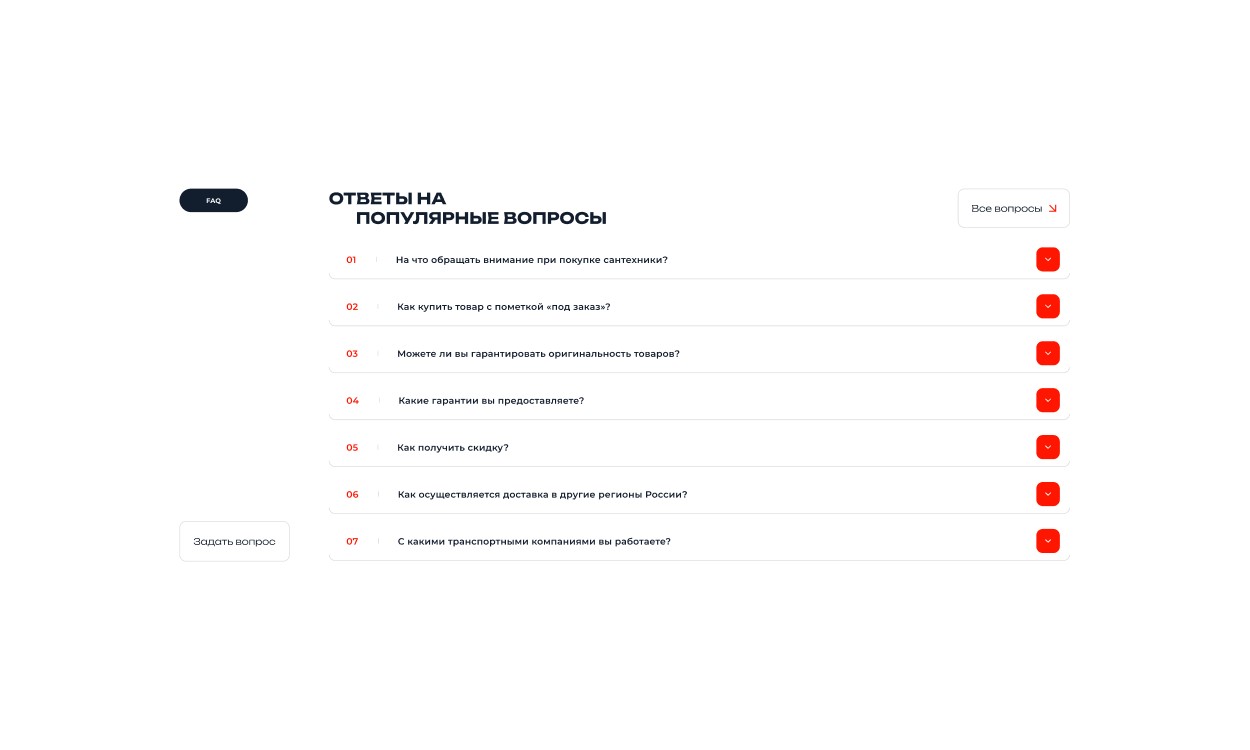 FAQ
ОТВЕТЫ НА
ПОПУЛЯРНЫЕ ВОПРОСЫ
Все вопросы
01 На что обращать внимание при покупке сантехники?
02 Как купить товар с пометкой «под заказ»?
03 Можете ли вы гарантировать оригинальность товаров?
04 Какие гарантии вы предоставляете?
05 Как получить скидку?
06 Как осуществляется доставка в другие регионы России?
07 С какими транспортными компаниями вы работаете?
Задать вопрос